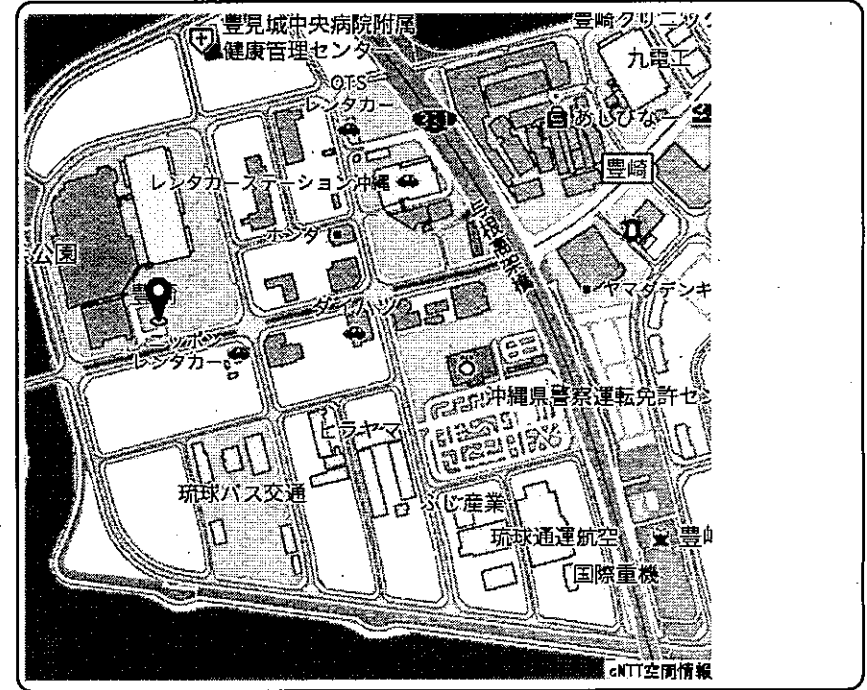 豊見城中央病院附属
健康管理センター
豊崎クリニック
九電工
OTS
レンタカー
231
あしびなー
豊崎
レンタカーステーション沖縄
ホンダ
公園
ヤマダデンキ
ダイハツ
ニッポン
レンタカー
沖縄県警察運転免許セン
ヒラヤマ
琉球バス交通
ふじ産業
琉球通運航空
豊崎
国際重機
cNTT空間情報